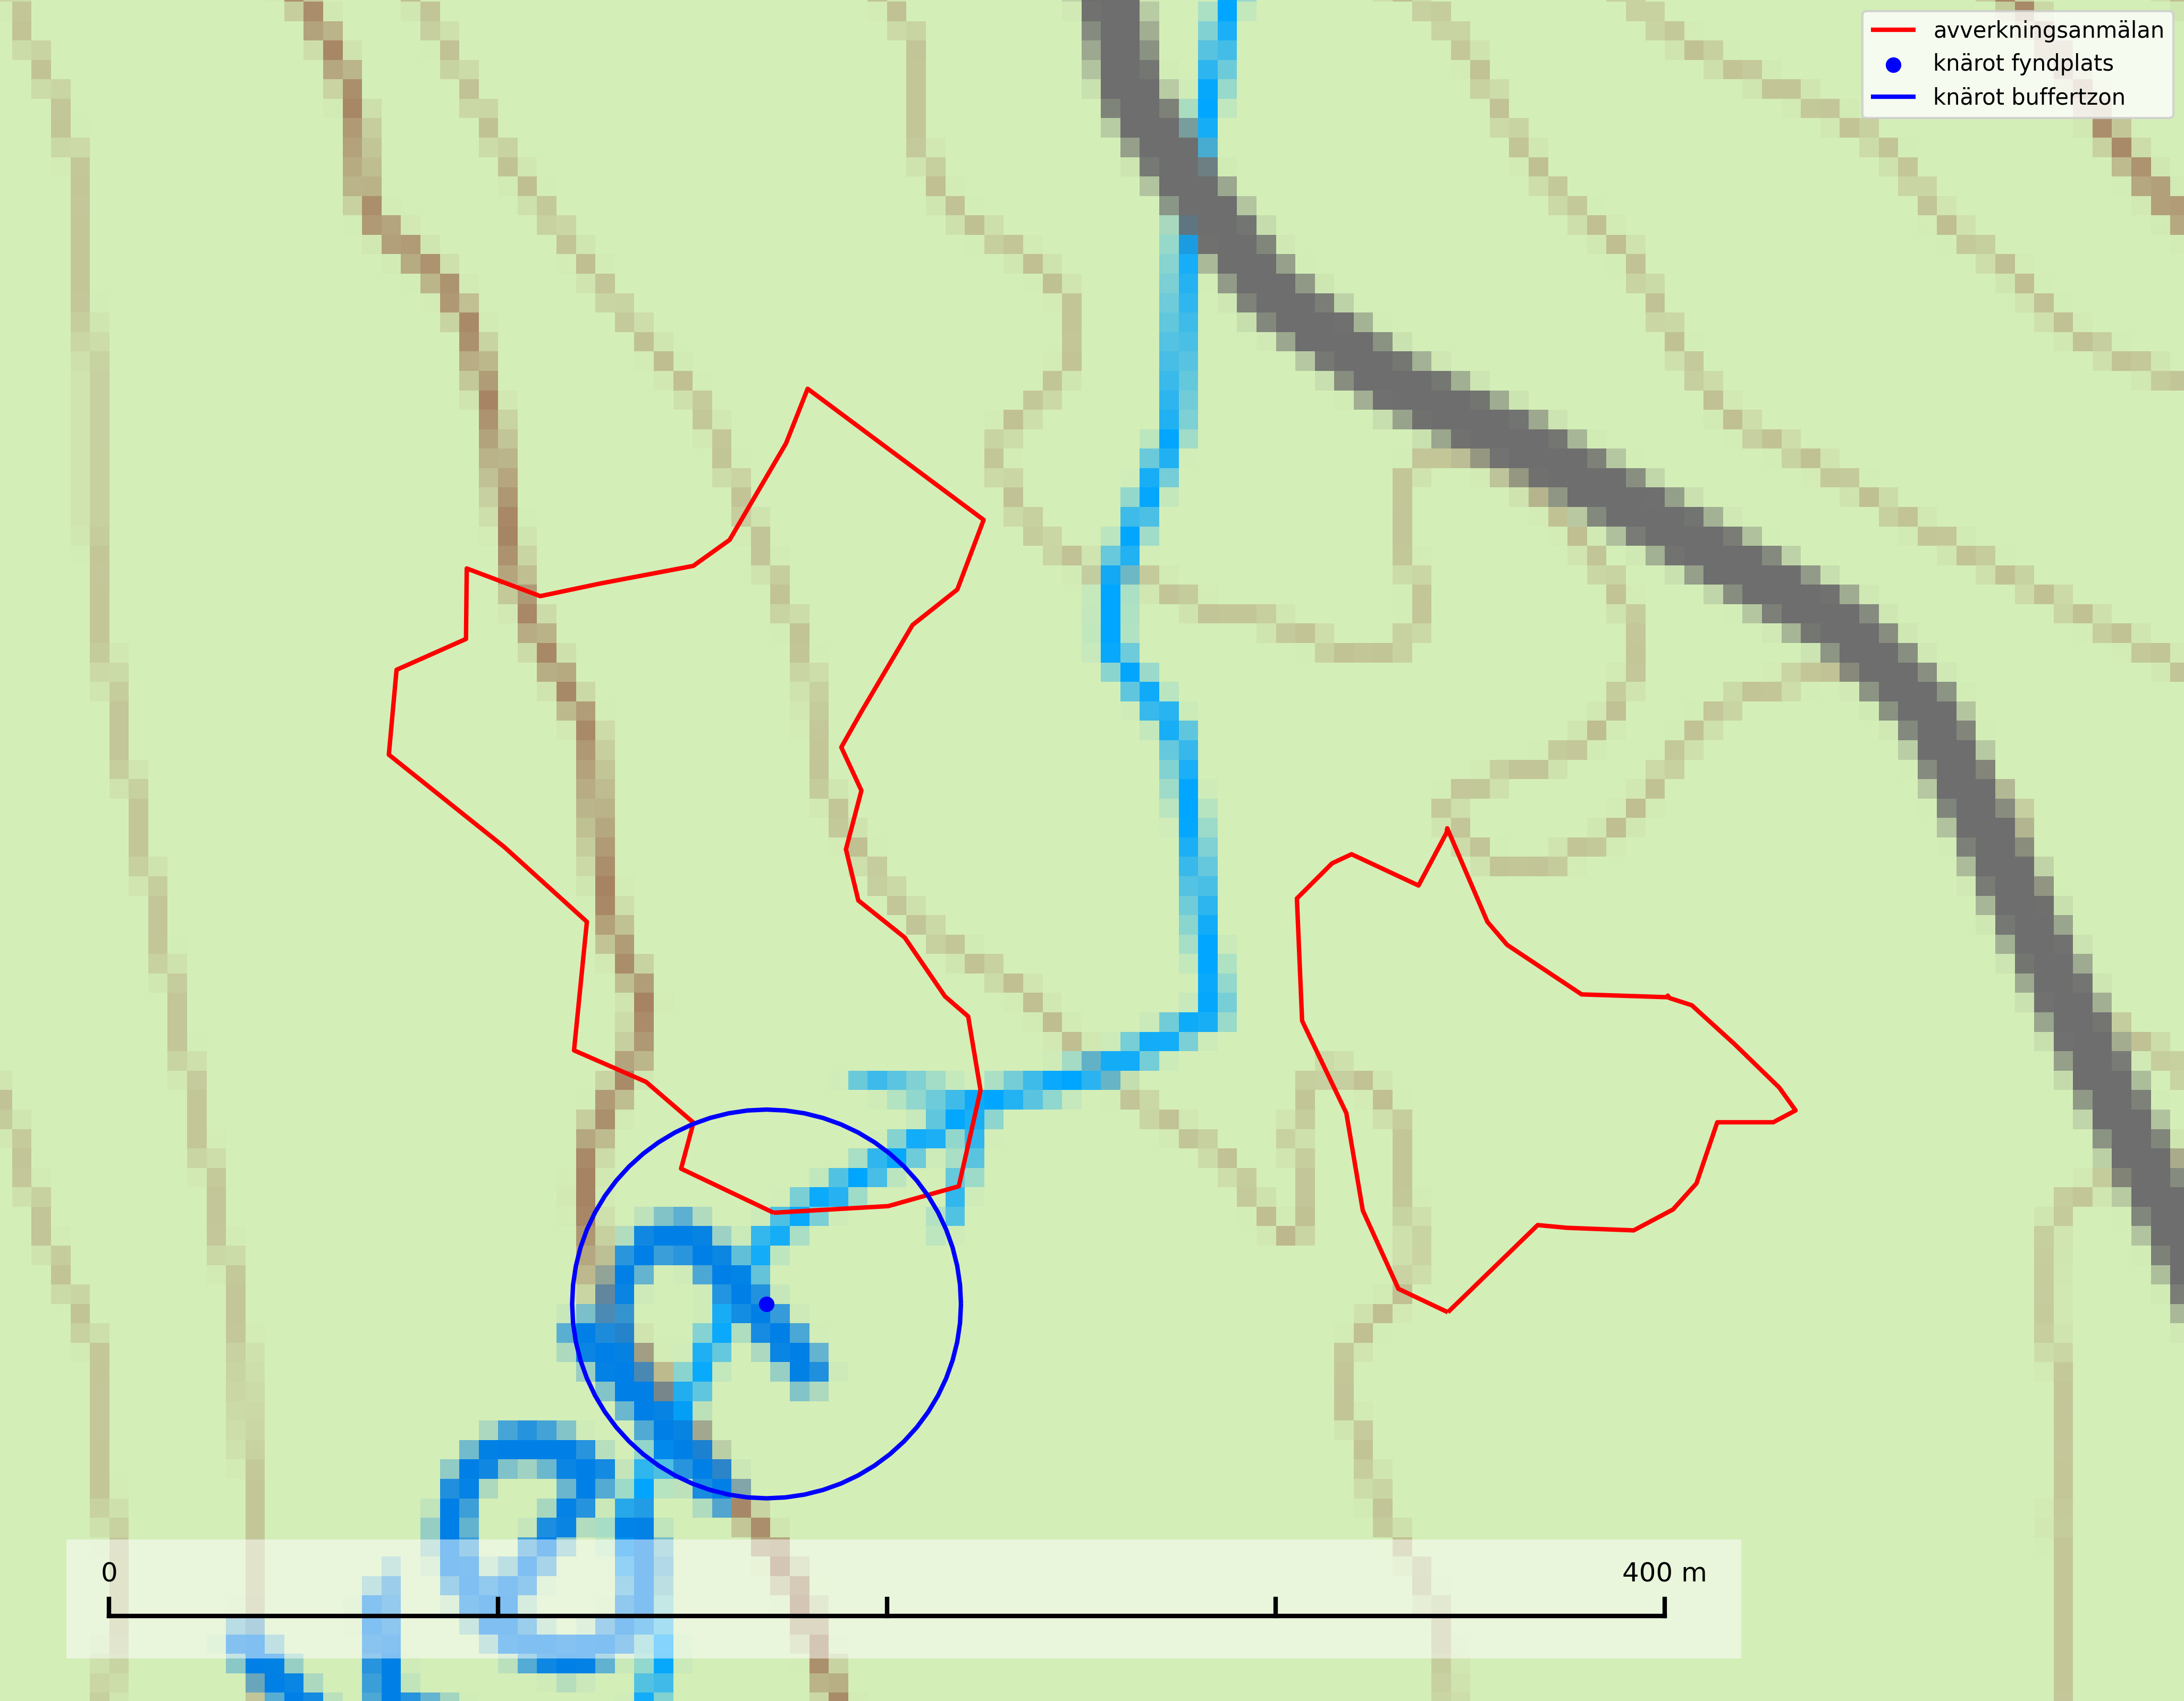 avverkningsanmälan
knärot fyndplats
knärot buffertzon
0
400 m